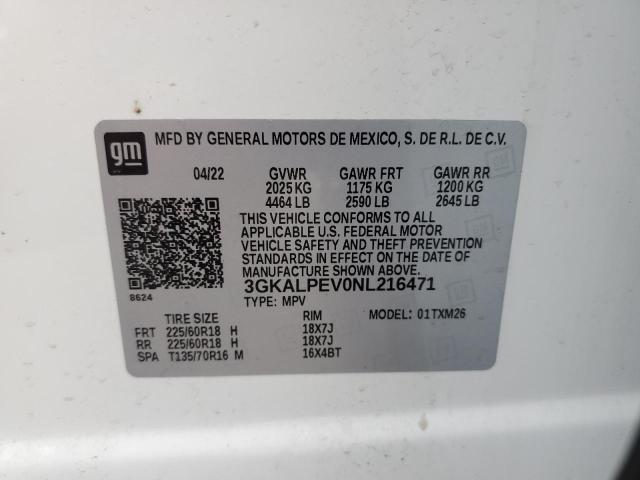 gm
MFD BY GENERAL MOTORS DE MEXICO, S. DE R.L. DE C.V.
04/22 GVWR GAWR FRT GAWR RR
2025 KG 1175 KG 1200 KG
4464 LB 2590 LB 2645 LB
THIS VEHICLE CONFORMS TO ALL
APPLICABLE U.S. FEDERAL MOTOR
VEHICLE SAFETY AND THEFT PREVENTION
STANDARDS IN EFFECT ON THE DATE OF
MANUFACTURE SHOWN ABOVE.
8624
3GKALPEV0NL216471
TYPE: MPV
TIRE SIZE RIM MODEL: 01TXM26
FRT 225/60R18 H 18X7J
RR 225/60R18 H 18X7J
SPA T135/70R16 M 16X4BT